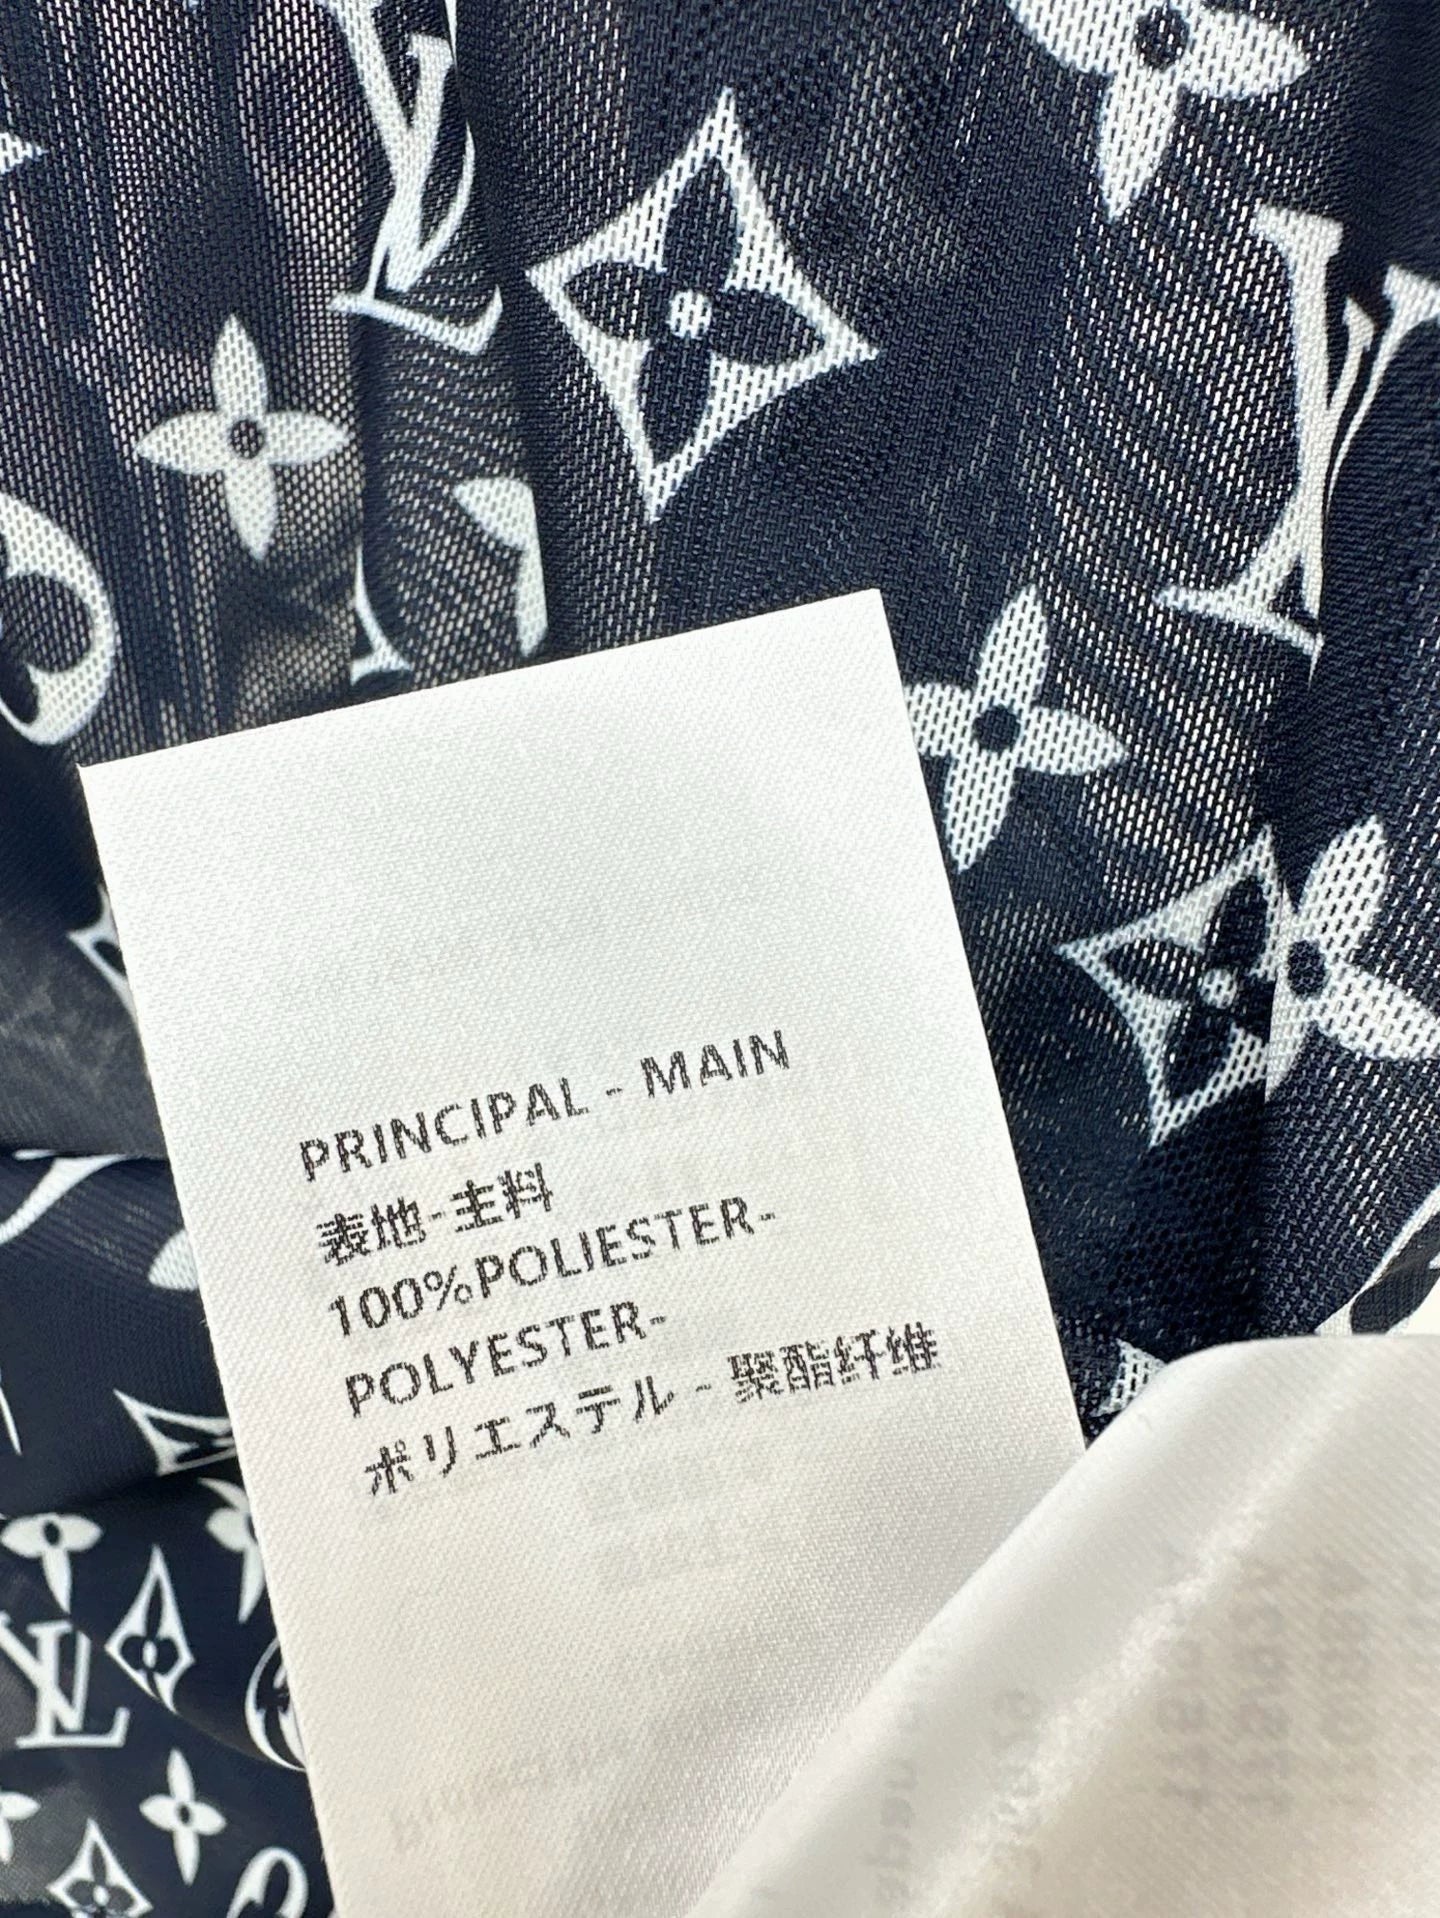 PRINCIPAL - MAIN
表地-主料
100%POLIESTER-
POLYESTER-
ポリエステル - 聚酯纤维